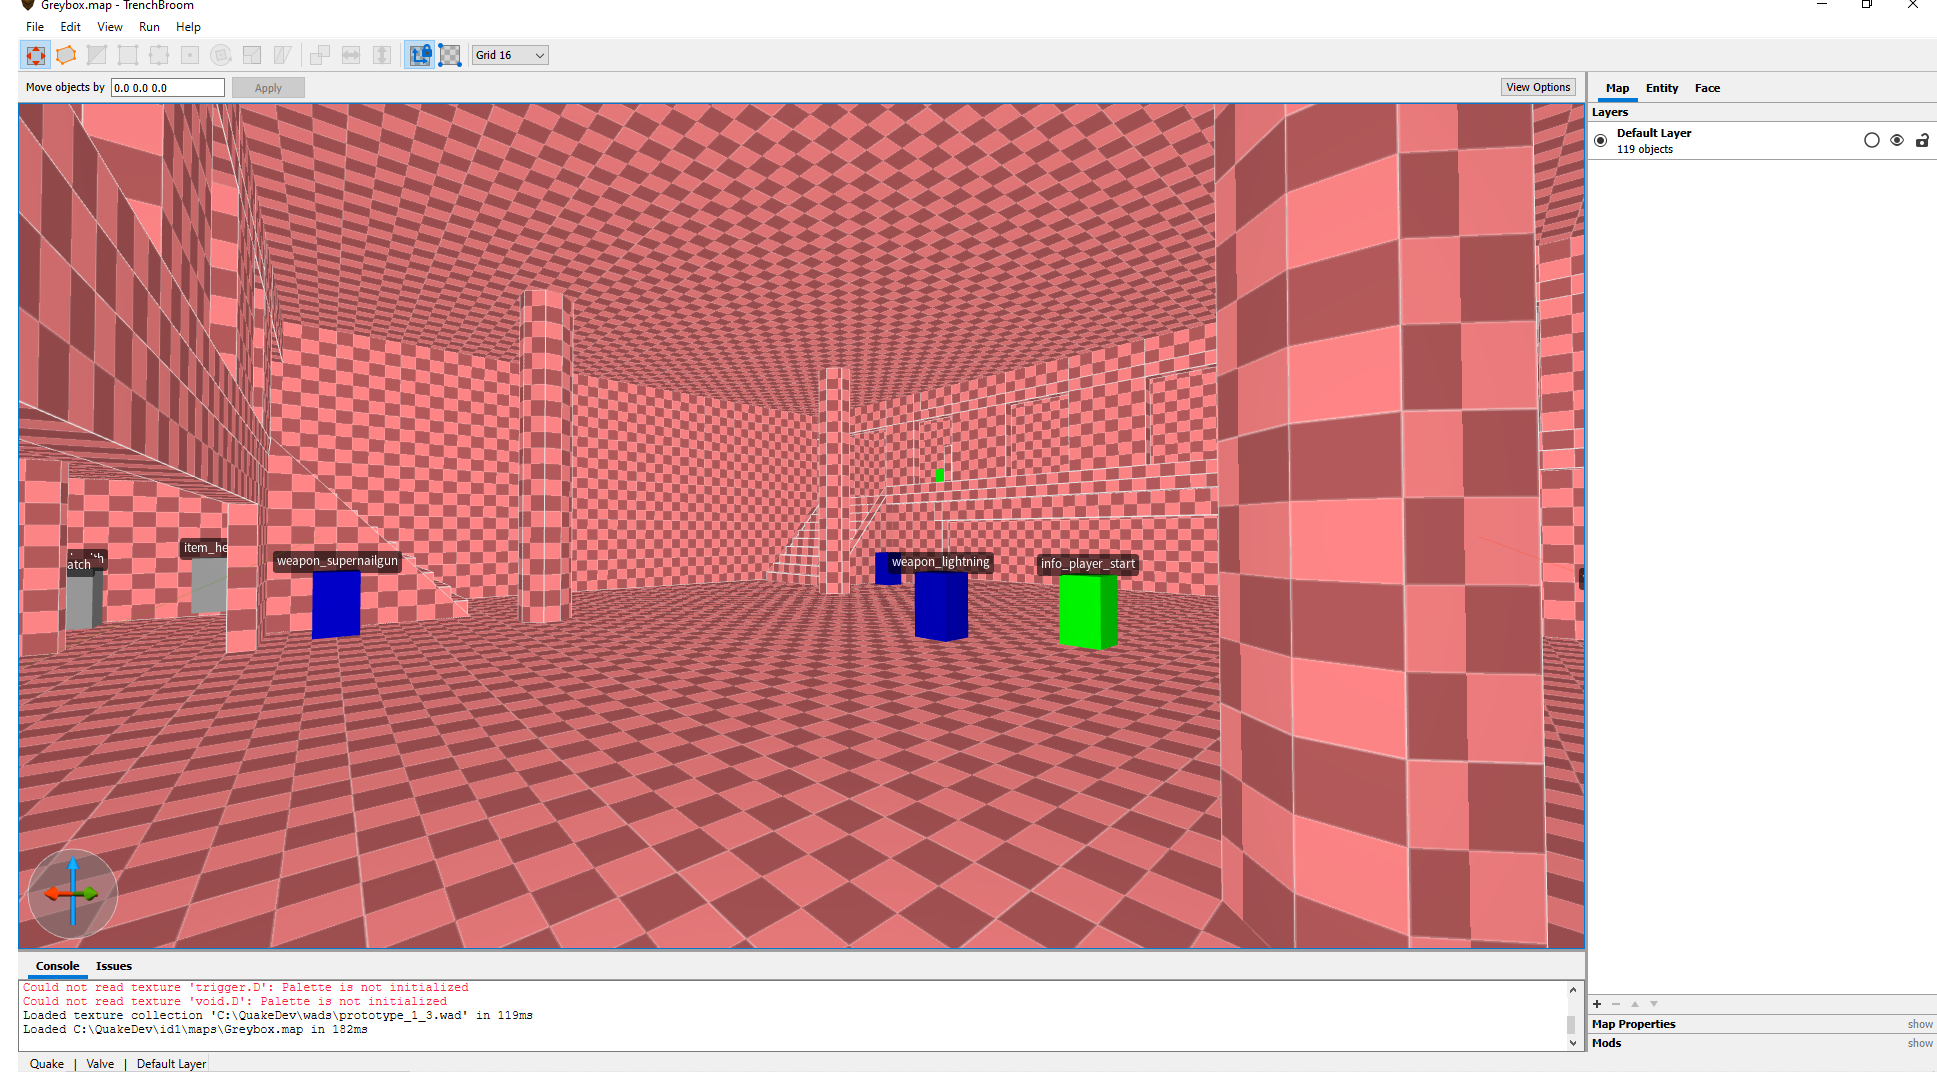 Greybox.map - TrenchBroom
File Edit View Run Help
Grid 16
Move objects by 0.0 0.0 0.0 Apply View Options
Map Entity Face
Layers
Default Layer
119 objects
item_he
atch
weapon_supernailgun
weapon_lightning
info_player_start
Console Issues
Could not read texture 'trigger.D': Palette is not initialized
Could not read texture 'void.D': Palette is not initialized
Loaded texture collection 'C:\QuakeDev\wads\prototype_1_3.wad' in 119ms
Loaded C:\QuakeDev\id1\maps\Greybox.map in 182ms
Map Properties show
Mods show
Quake | Valve | Default Layer